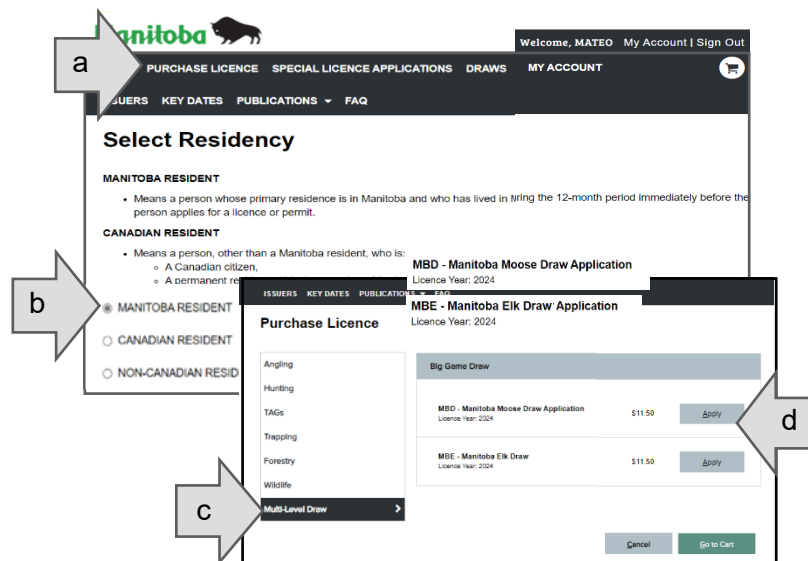 Manitoba
Welcome, MATEO My Account | Sign Out
a
PURCHASE LICENCE SPECIAL LICENCE APPLICATIONS DRAWS MY ACCOUNT
KEY DATES PUBLICATIONS FAQ
Select Residency
MANITOBA RESIDENT
• Means a person whose primary residence is in Manitoba and who has lived in the 12-month period immediately before the
person applies for a licence or permit.
CANADIAN RESIDENT
• Means a person, other than a Manitoba resident, who is:
A Canadian citizen,
A permanent
MBD - Manitoba Moose Draw Application
Licence Year: 2024
b
MANITOBA RESIDENT
CANADIAN RESIDENT
NON-CANADIAN RESID
ISSUERS KEY DATES PUBLICATIONS FAQ
MBE - Manitoba Elk Draw Application
Licence Year: 2024
Purchase Licence
Angling
Hunting
TAGs
Trapping
Forestry
Wildlife
Multi-Level Draw
c
Big Game Draw
MBD - Manitoba Moose Draw Application $11.50 Apply
Licence Year: 2024
d
MBE - Manitoba Elk Draw $11.50 Apply
Licence Year: 2024
Cancel Go to Cart